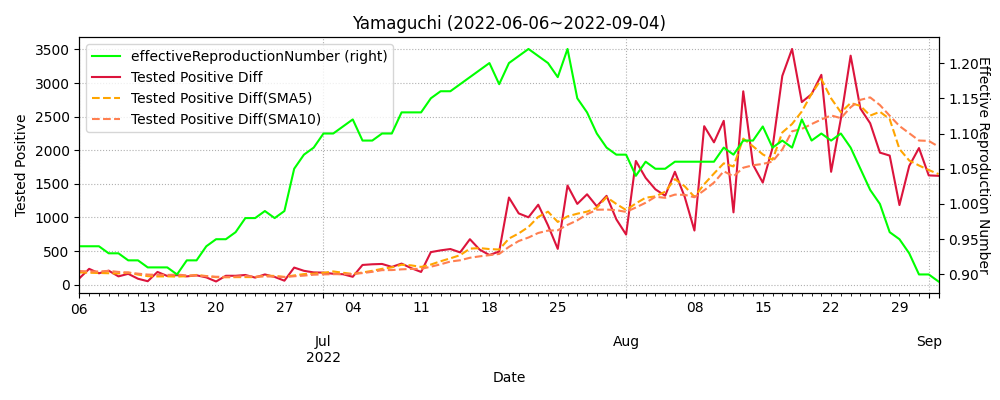 Yamaguchi (2022-06-06~2022-09-04)
effectiveReproductionNumber (right)
Tested Positive Diff
Tested Positive Diff(SMA5)
Tested Positive Diff(SMA10)
Tested Positive
3500
3000
2500
2000
1500
1000
500
0
Effective Reproduction Number
1.20
1.15
1.10
1.05
1.00
0.95
0.90
06 13 20 27 04 11 18 25 08 15 22 29
Jul Aug Sep
2022
Date